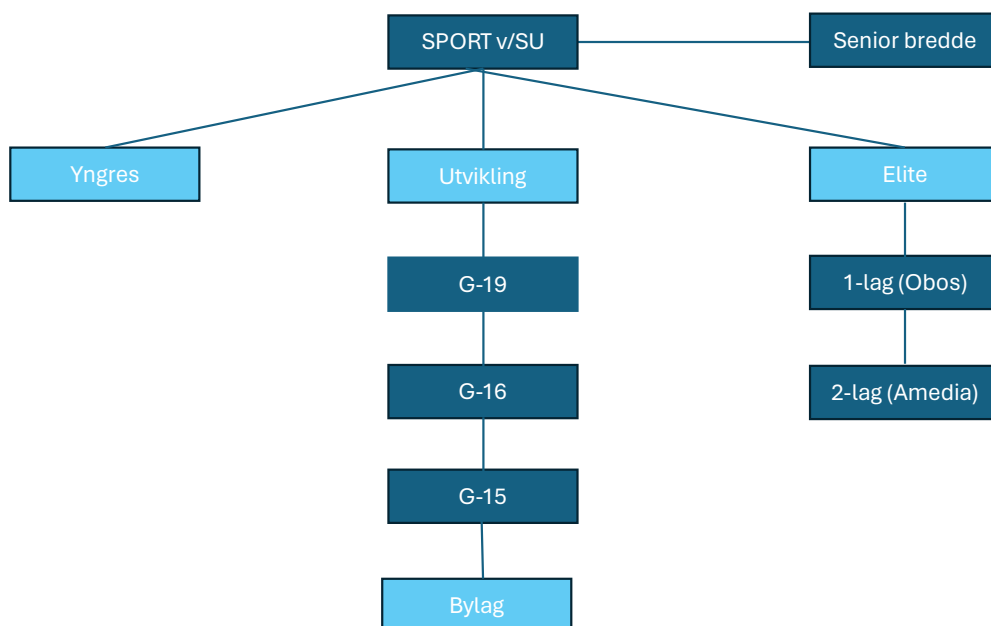 SPORT v/SU
Senior bredde
Yngres
Utvikling
Elite
G-19
1-lag (Obos)
G-16
2-lag (Amedia)
G-15
Bylag